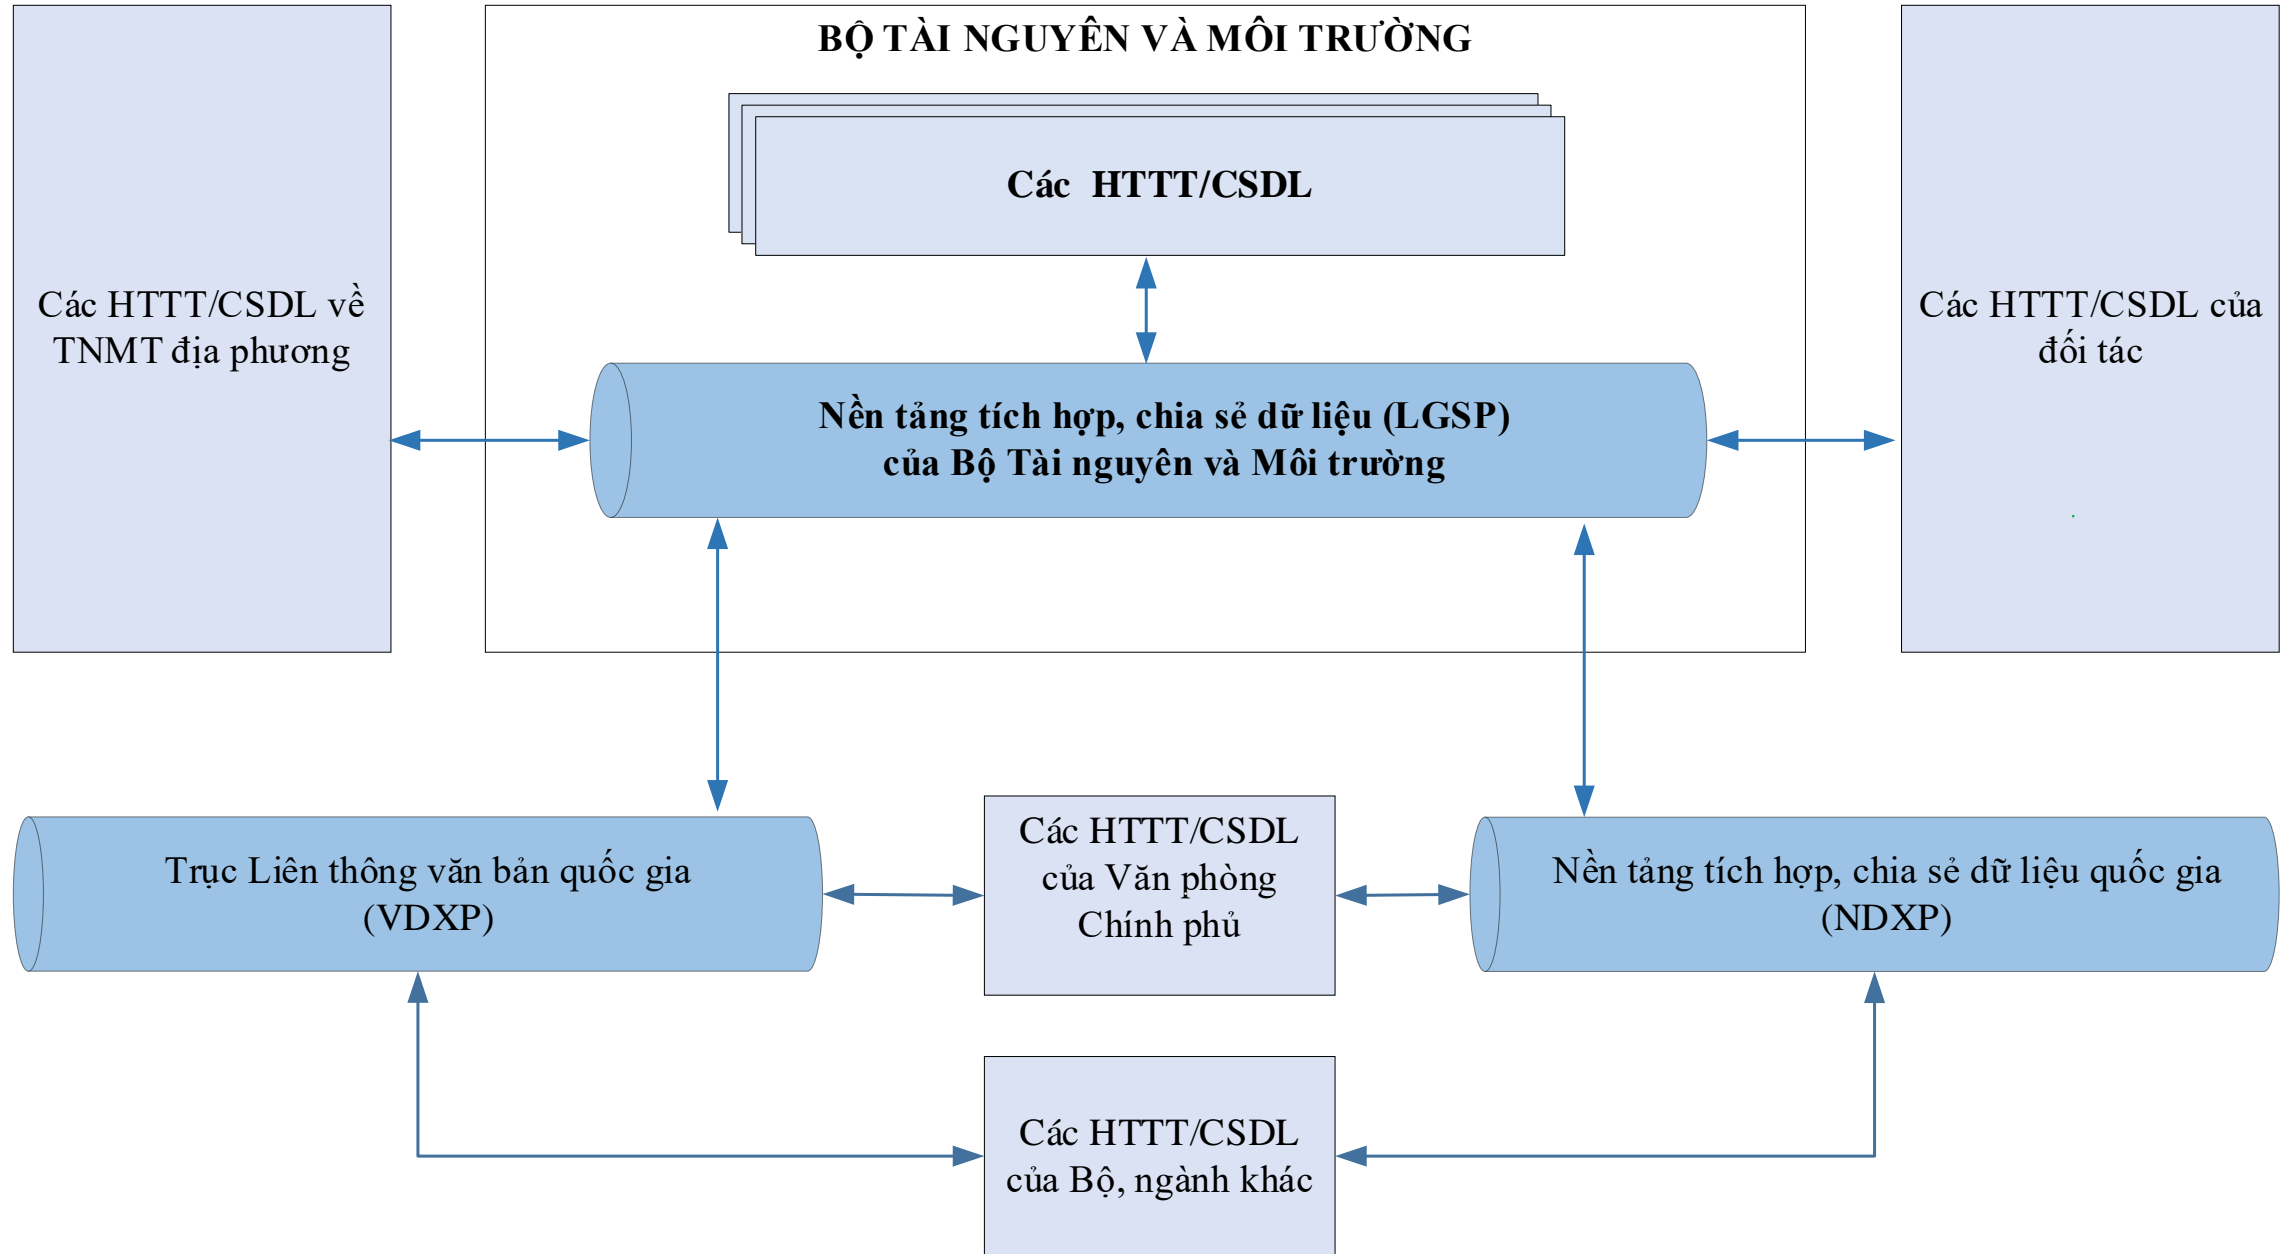 BỘ TÀI NGUYÊN VÀ MÔI TRƯỜNG
Các HTTT/CSDL
Các HTTT/CSDL về
TNMT địa phương
Các HTTT/CSDL của
đối tác
Nền tảng tích hợp, chia sẻ dữ liệu (LGSP)
của Bộ Tài nguyên và Môi trường
Trục Liên thông văn bản quốc gia
(VDXP)
Các HTTT/CSDL
của Văn phòng
Chính phủ
Nền tảng tích hợp, chia sẻ dữ liệu quốc gia
(NDXP)
Các HTTT/CSDL
của Bộ, ngành khác